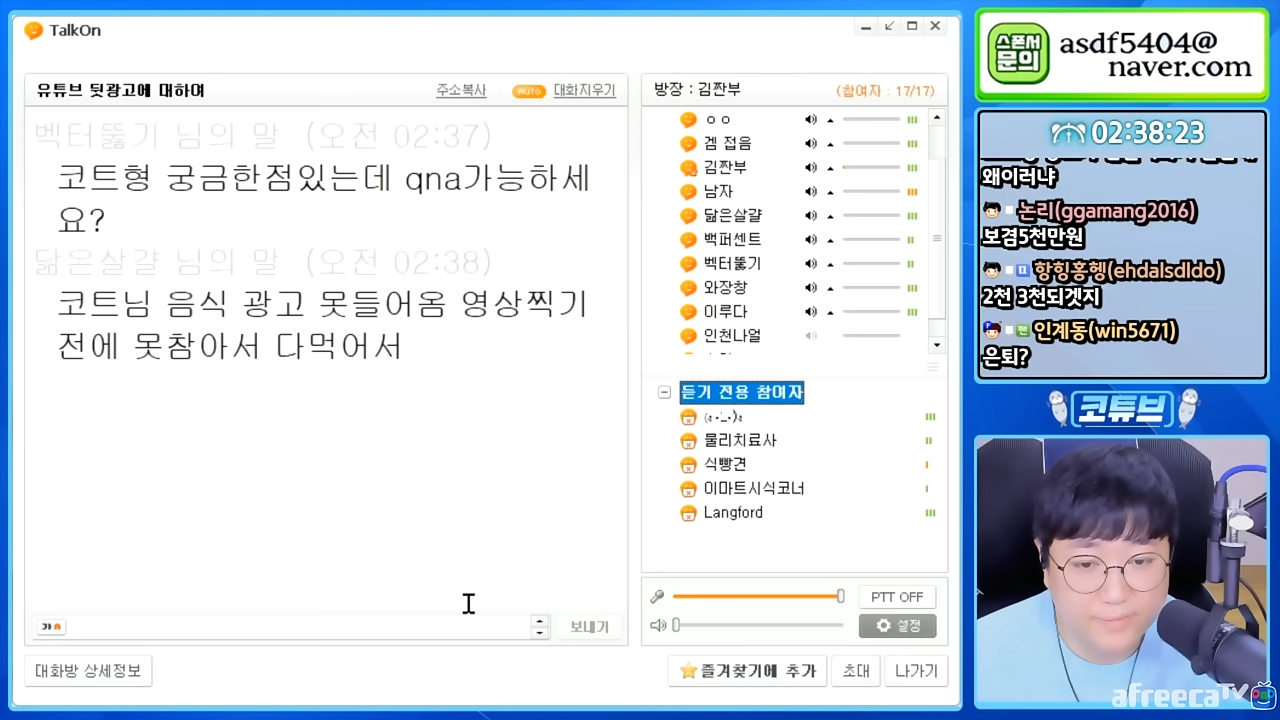 TalkOn
유튜브 뒷광고에 대하여
주소복사
AUTO
대화지우기
벡터뚫기 님의 말 (오전 02:37)
코트형 궁금한점있는데 qna가능하세
요?
닮은살걀 님의 말 (오전 02:38)
코트님 음식 광고 못들어옴 영상찍기
전에 못참아서 다먹어서
가
보내기
대화방 상세정보
방장 : 김짠부
(참여자 : 17/17)
ㅇㅇ
겜 접음
김짠부
남자
닮은살걀
백퍼센트
벡터뚫기
와장창
이루다
인천나얼
듣기 전용 참여자
물리치료사
식빵견
이마트시식코너
Langford
PTT OFF
설정
즐겨찾기에 추가
초대
나가기
스폰서
문의
asdf5404@
naver.com
02:38:23
왜이러냐
논리(ggamang2016)
보겸5천만원
항힝홍헹(ehdalsdldo)
2천 3천되겟지
팬
인계동(win5671)
은퇴?
코튜브
afreecaTV